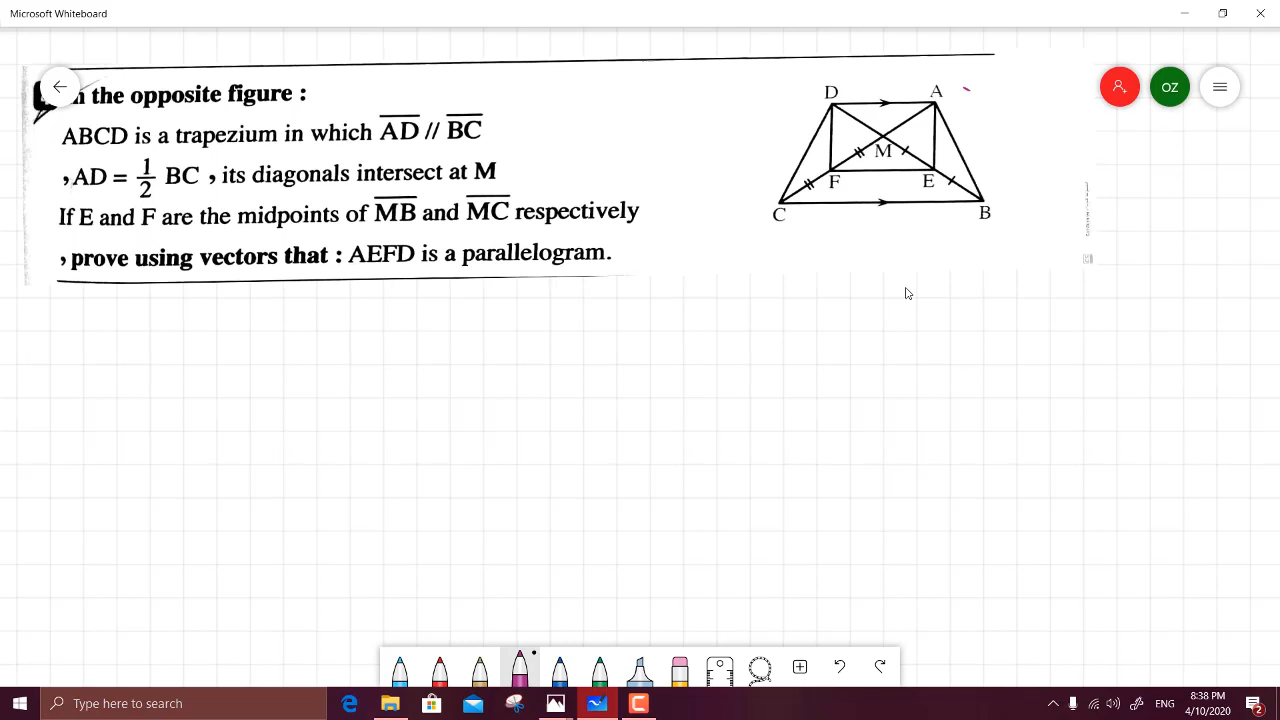 Microsoft Whiteboard
n the opposite figure :
ABCD is a trapezium in which AD // BC
, AD = 1/2 BC , its diagonals intersect at M
If E and F are the midpoints of MB and MC respectively
, prove using vectors that : AEFD is a parallelogram.
D A
M
F E
C B
OZ
Type here to search
ENG
8:38 PM
4/10/2020
2